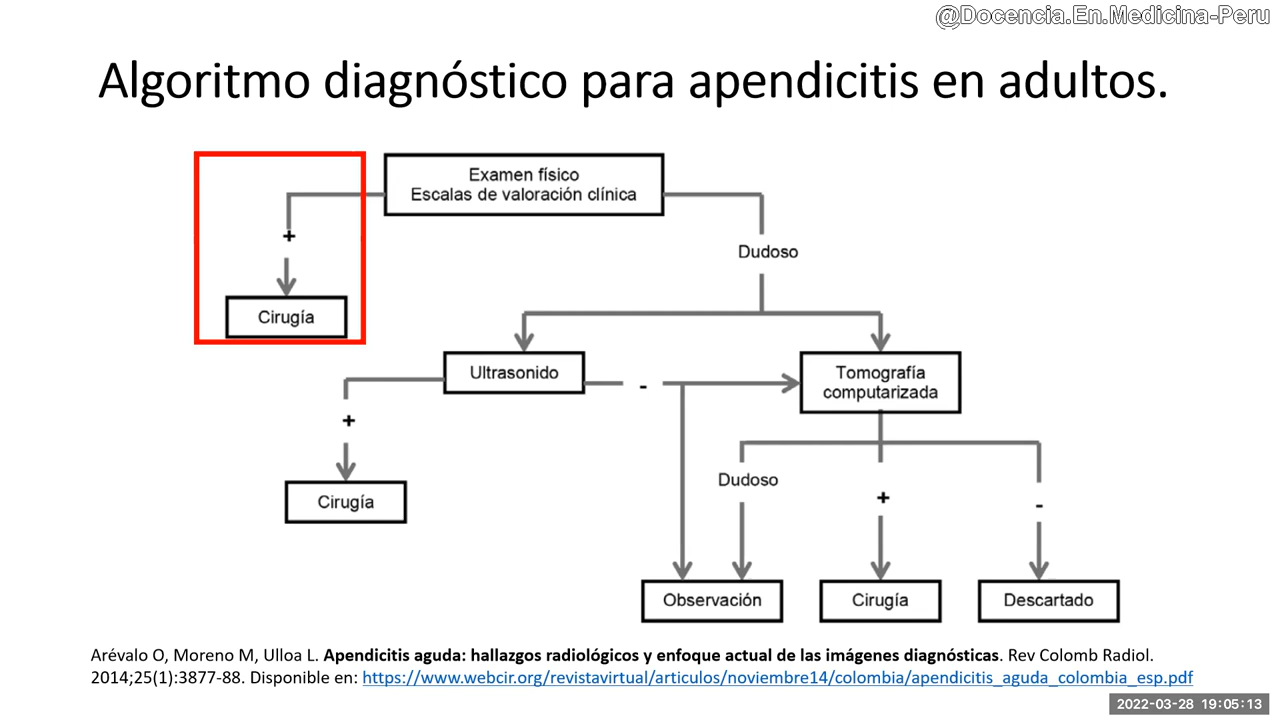 @Docencia.En.Medicina-Peru
Algoritmo diagnóstico para apendicitis en adultos.
Examen físico
Escalas de valoración clínica
+
Dudoso
Cirugía
Ultrasonido
-
Tomografía
computarizada
+
Dudoso
+
-
Cirugía
Observación
Cirugía
Descartado
Arévalo O, Moreno M, Ulloa L. Apendicitis aguda: hallazgos radiológicos y enfoque actual de las imágenes diagnósticas. Rev Colomb Radiol.
2014;25(1):3877-88. Disponible en: https://www.webcir.org/revistavirtual/articulos/noviembre14/colombia/apendicitis_aguda_colombia_esp.pdf
2022-03-28 19:05:13